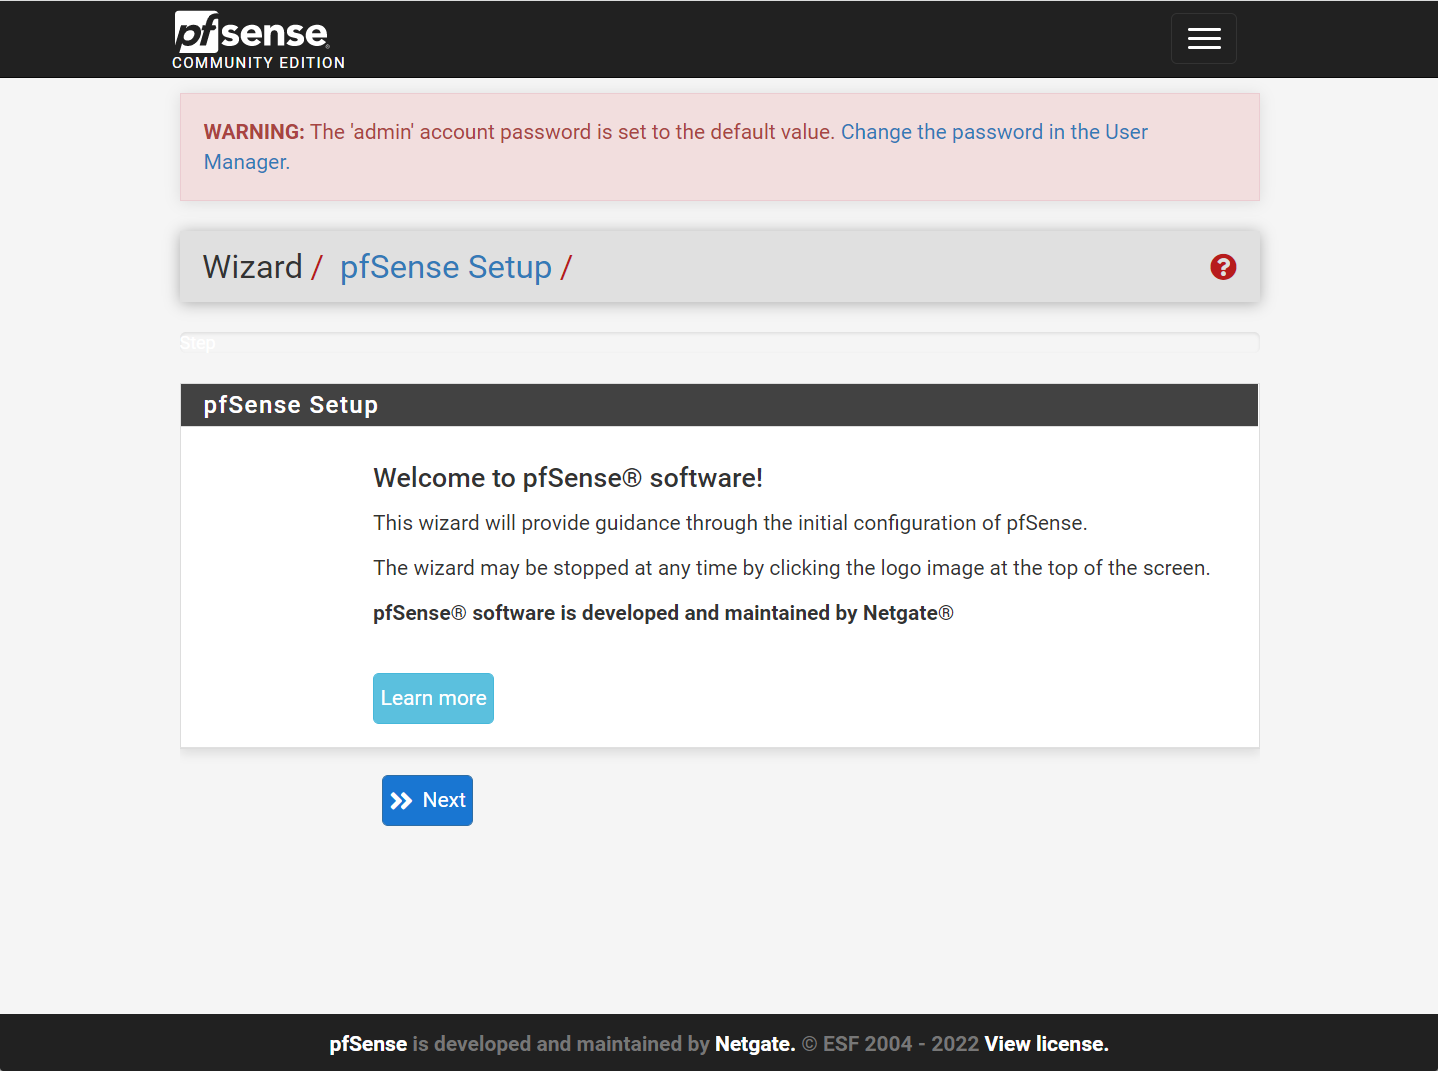 pfsense
COMMUNITY EDITION
WARNING: The 'admin' account password is set to the default value. Change the password in the User
Manager.
Wizard / pfSense Setup /
Step
pfSense Setup
Welcome to pfSense® software!
This wizard will provide guidance through the initial configuration of pfSense.
The wizard may be stopped at any time by clicking the logo image at the top of the screen.
pfSense® software is developed and maintained by Netgate®
Learn more
Next
pfSense is developed and maintained by Netgate. © ESF 2004 - 2022 View license.